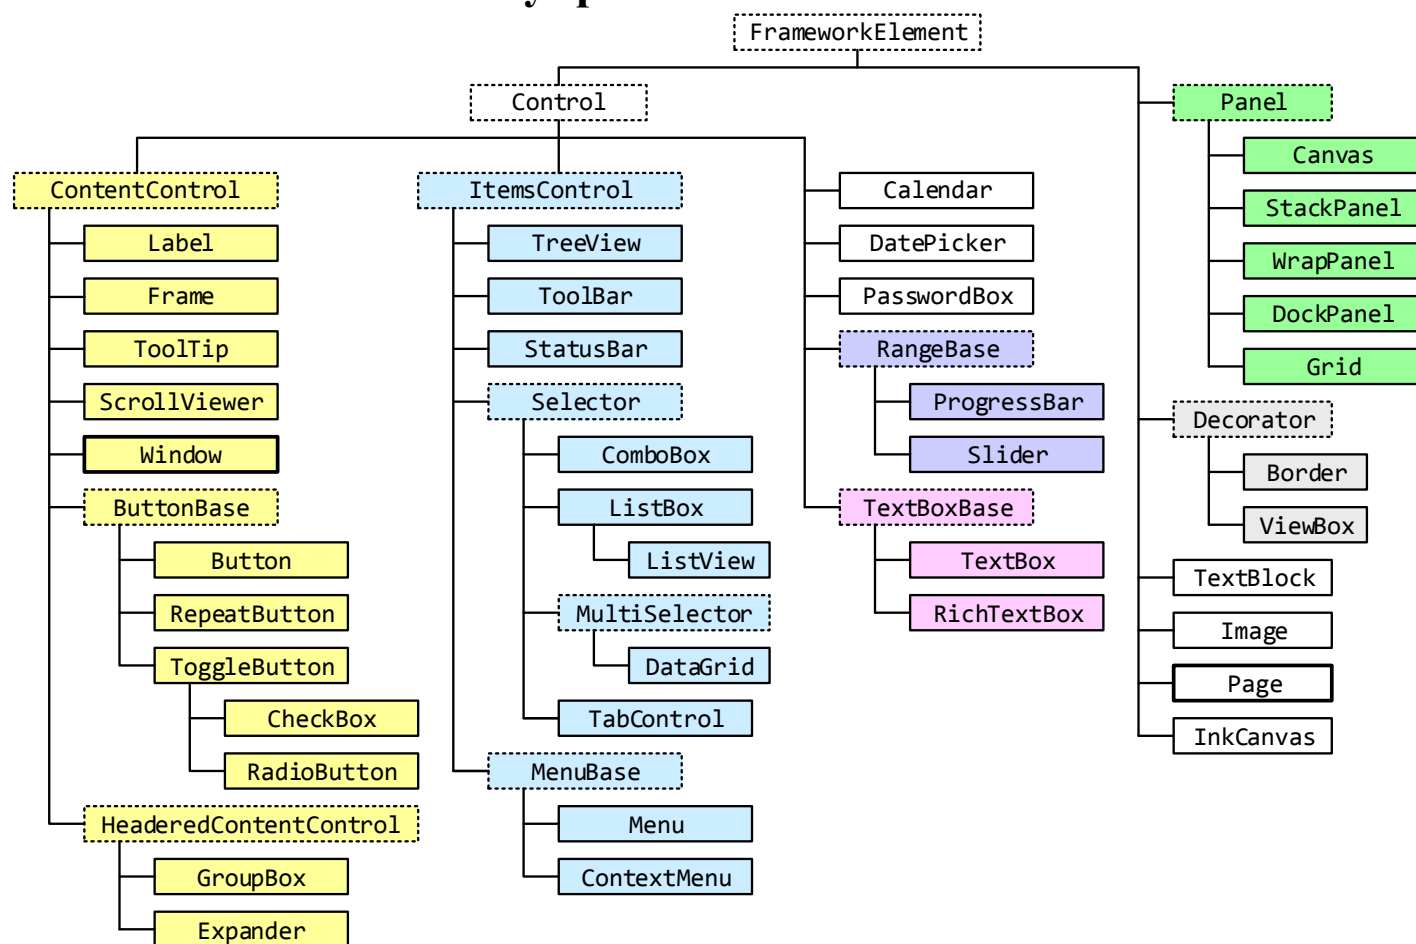 FrameworkElement
Control
Panel
Canvas
StackPanel
WrapPanel
DockPanel
Grid
ContentControl
Label
Frame
ToolTip
ScrollViewer
Window
ButtonBase
Button
RepeatButton
ToggleButton
CheckBox
RadioButton
HeaderedContentControl
GroupBox
Expander
ItemsControl
TreeView
ToolBar
StatusBar
Selector
ComboBox
ListBox
ListView
MultiSelector
DataGrid
TabControl
MenuBase
Menu
ContextMenu
Calendar
DatePicker
PasswordBox
RangeBase
ProgressBar
Slider
TextBoxBase
TextBox
RichTextBox
Decorator
Border
ViewBox
TextBlock
Image
Page
InkCanvas